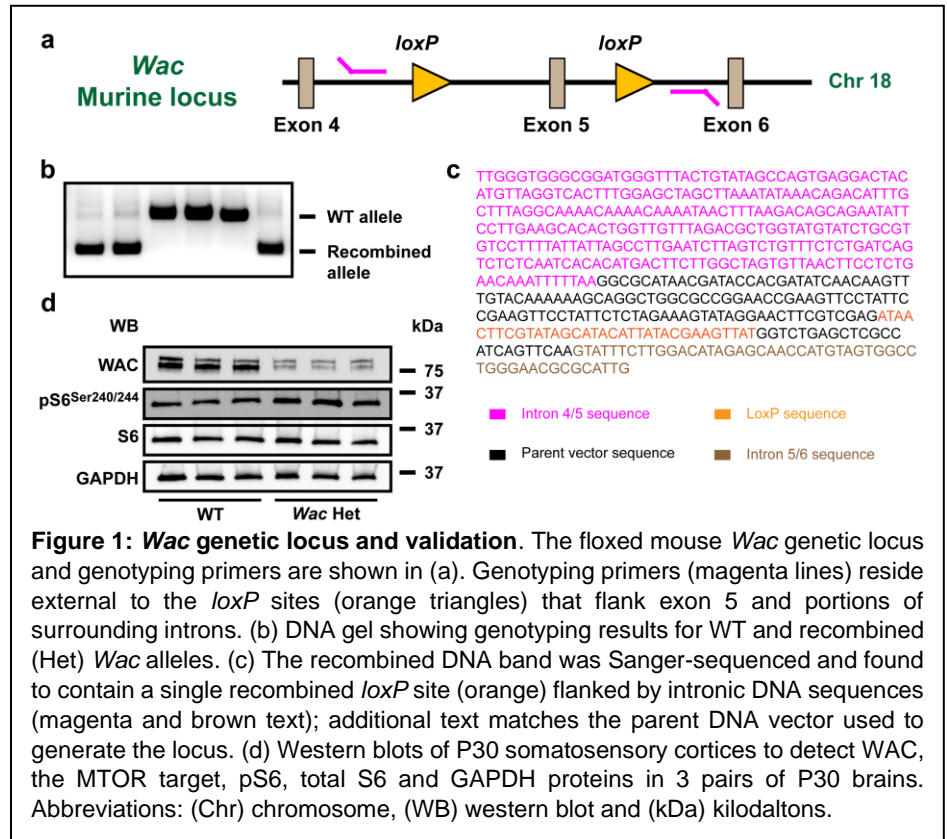 a
Wac
Murine locus
loxP
loxP
Chr 18
Exon 4
Exon 5
Exon 6
b
WT allele
Recombined
allele
c
TTGGGTGGGCGGATGGGTTTACTGTATAGCCAGTGAGGACTAC
ATGTTAGGTCACTTTGGAGCTAGCTTAAATATAAACAGACATTTG
CTTTAGGCAAAACAAAACAAAATAACTTTAAGACAGCAGAATATT
CCTTGAAGCACACTGGTTGTTTAGACGCTGGTATGTATCTGCGT
GTCCTTTTATTATTAGCCTTGAATCTTAGTCTGTTTCTCTGATCAG
TCTCTCAATCACACATGACTTCTTGGCTAGTGTTAACTTCCTCTG
AACAAATTTTTAAGGCGCATAACGATACCACGATATCAACAAGTT
TGTACAAAAAAGCAGGCTGGCGCCGGAACCGAAGTTCCTATTC
CGAAGTTCCTATTCTCTAGAAAGTATAGGAACTTCGTCGAGATAA
CTTCGTATAGCATACATTATACGAAGTTATGGTCTGAGCTCGCC
ATCAGTTCAAGTATTTCTTGGACATAGAGCAACCATGTAGTGGCC
TGGGAACGCGCATTG
Intron 4/5 sequence
LoxP sequence
Parent vector sequence
Intron 5/6 sequence
d
WB
kDa
WAC
75
pS6Ser240/244
37
S6
37
GAPDH
37
WT
Wac Het
Figure 1: Wac genetic locus and validation. The floxed mouse Wac genetic locus
and genotyping primers are shown in (a). Genotyping primers (magenta lines) reside
external to the loxP sites (orange triangles) that flank exon 5 and portions of
surrounding introns. (b) DNA gel showing genotyping results for WT and recombined
(Het) Wac alleles. (c) The recombined DNA band was Sanger-sequenced and found
to contain a single recombined loxP site (orange) flanked by intronic DNA sequences
(magenta and brown text); additional text matches the parent DNA vector used to
generate the locus. (d) Western blots of P30 somatosensory cortices to detect WAC,
the MTOR target, pS6, total S6 and GAPDH proteins in 3 pairs of P30 brains.
Abbreviations: (Chr) chromosome, (WB) western blot and (kDa) kilodaltons.